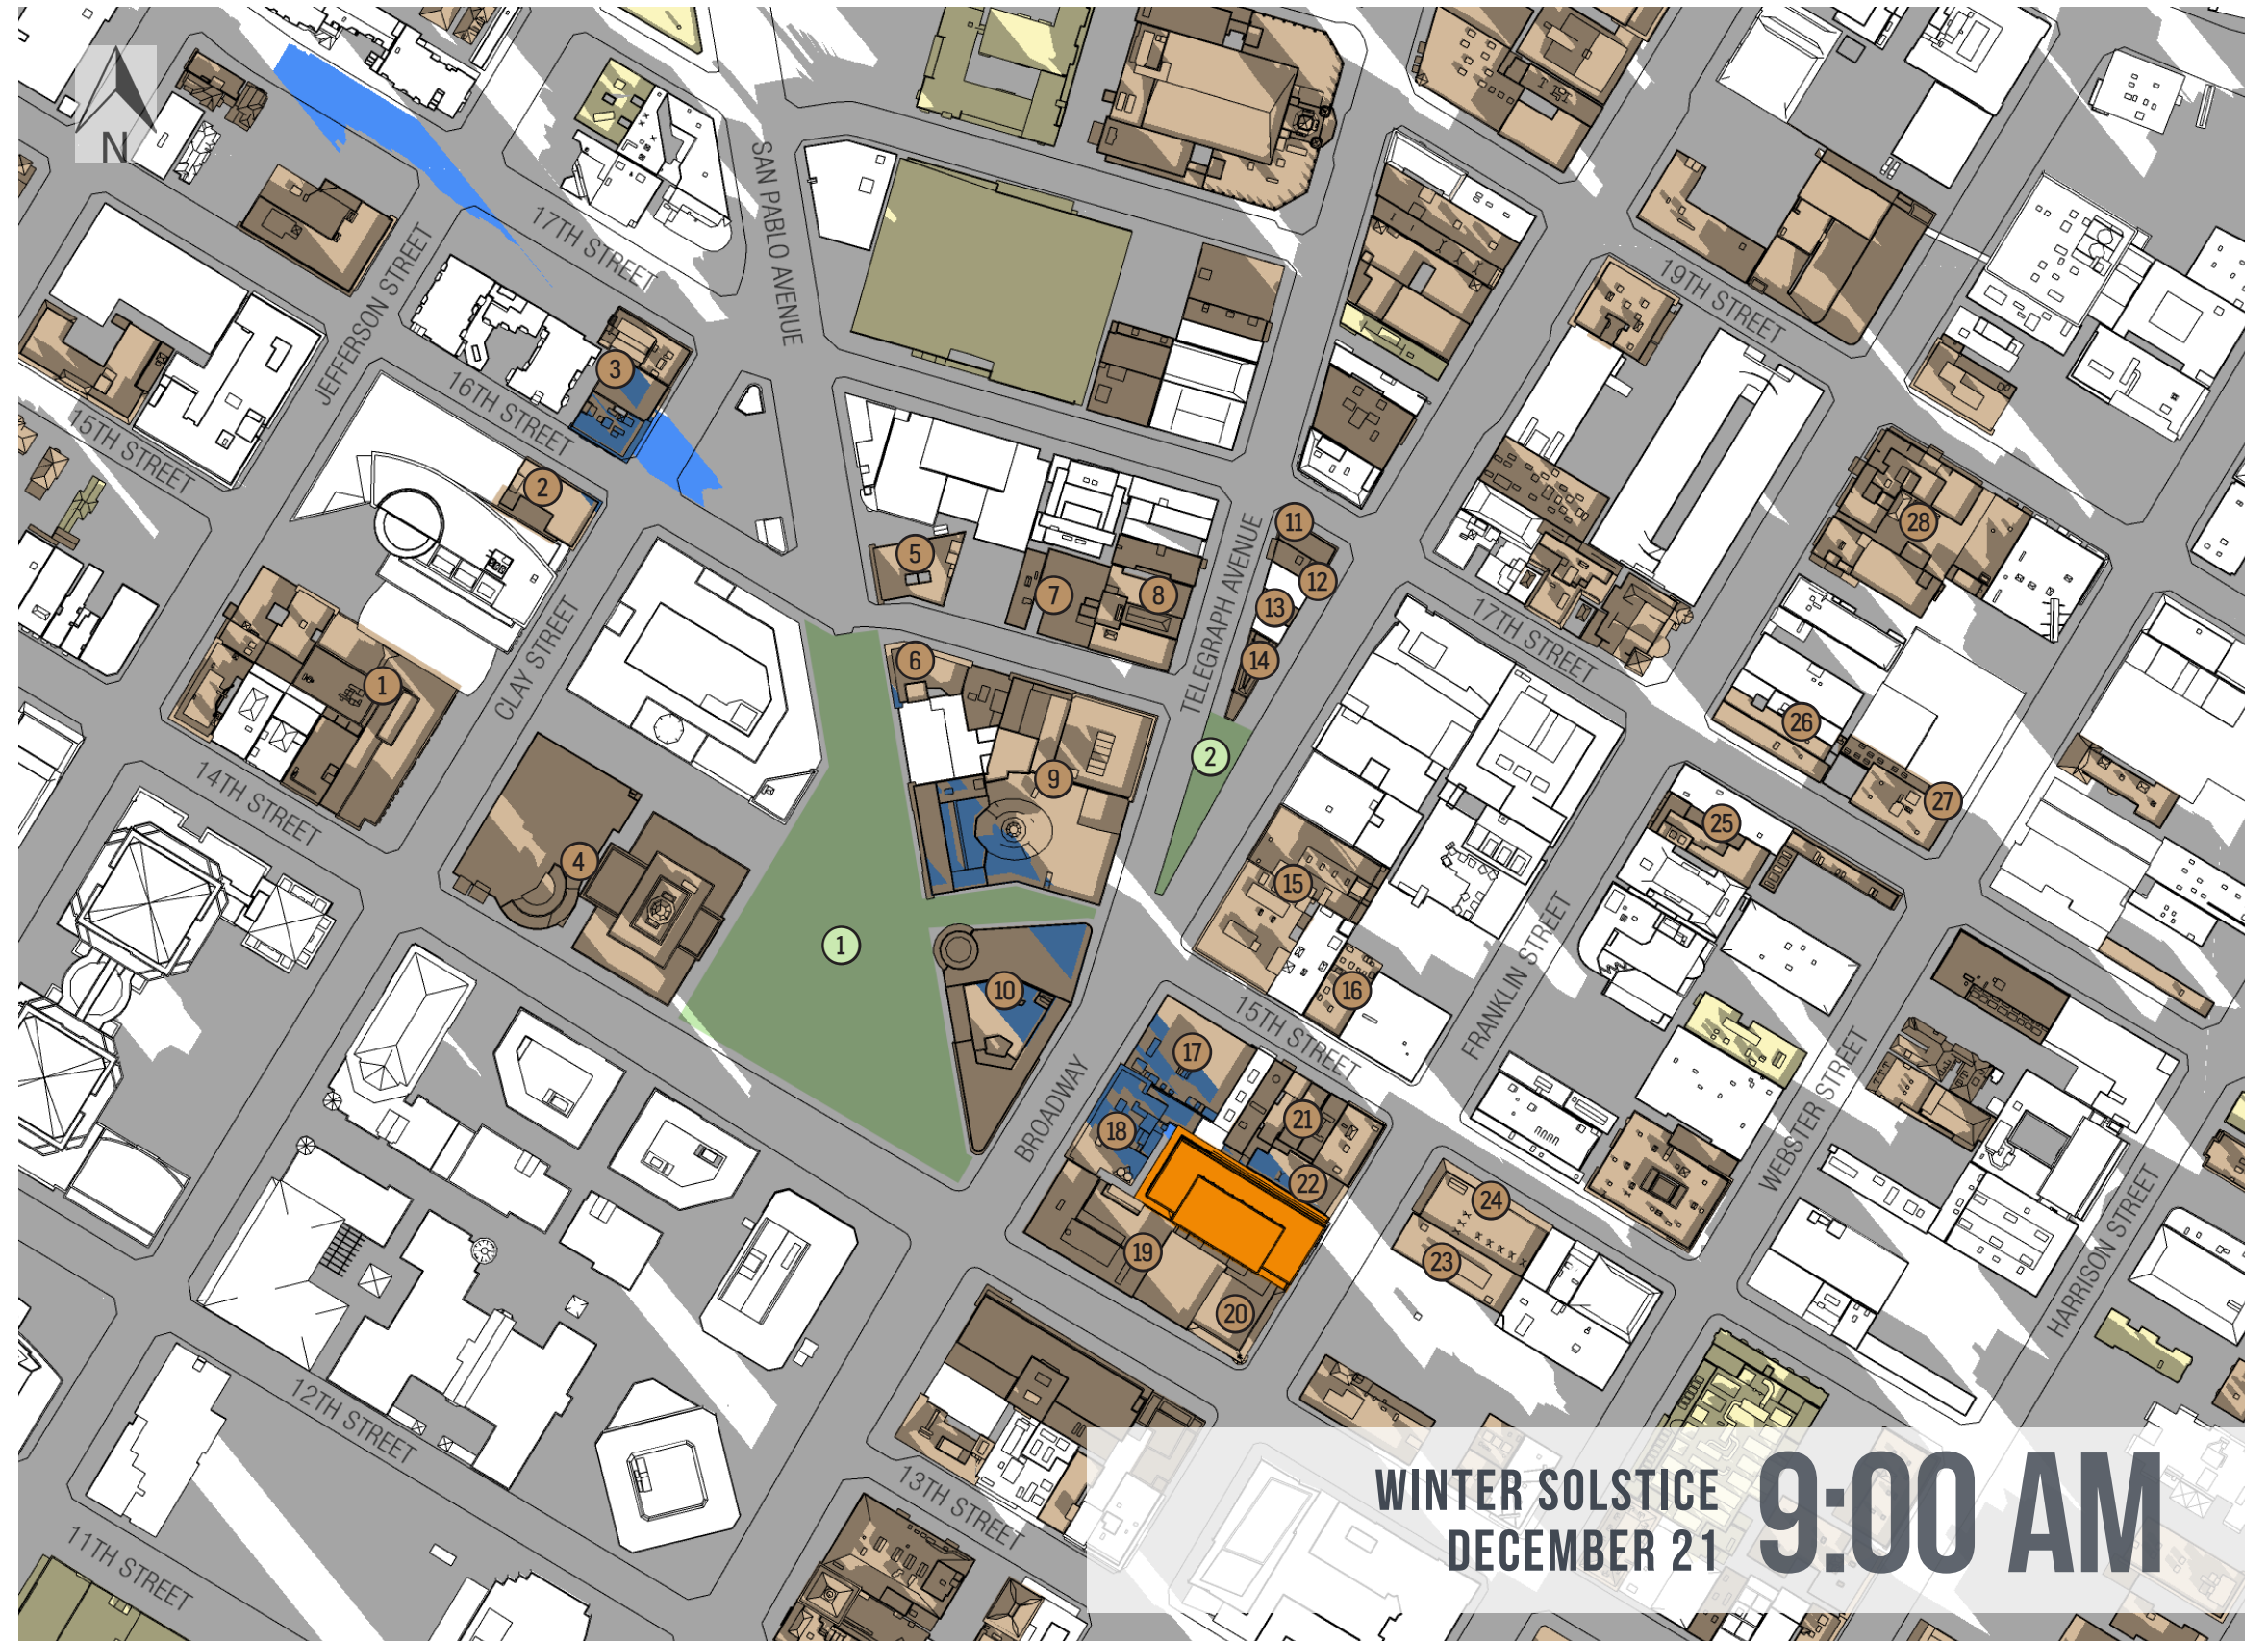 N
SAN PABLO AVENUE
17TH STREET
JEFFERSON STREET
19TH STREET
3
16TH STREET
15TH STREET
2
28
11
5
TELEGRAPH AVENUE
12
7
8
13
17TH STREET
CLAY STREET
6
14
1
26
2
9
27
14TH STREET
25
4
15
1
FRANKLIN STREET
10
16
15TH STREET
17
WEBSTER STREET
BROADWAY
21
18
22
24
HARRISON STREET
19
23
20
12TH STREET
13TH STREET
11TH STREET
WINTER SOLSTICE
DECEMBER 21
9:00 AM